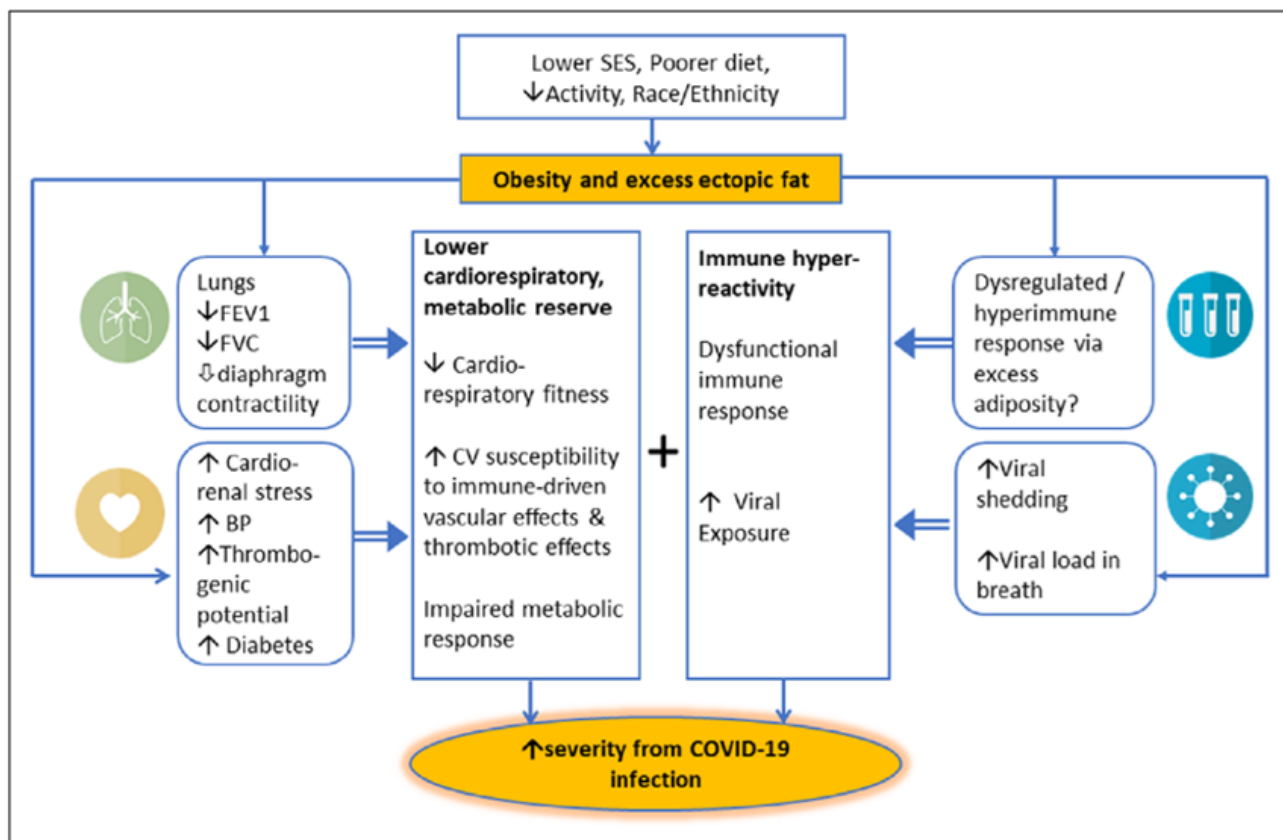 Lower SES, Poorer diet,
↓Activity, Race/Ethnicity
Obesity and excess ectopic fat
Lungs
↓FEV1
↓FVC
⇩diaphragm
contractility
↑ Cardio-
renal stress
↑ BP
↑Thrombo-
genic
potential
↑ Diabetes
Lower
cardiorespiratory,
metabolic reserve
↓ Cardio-
respiratory fitness
↑ CV susceptibility
to immune-driven
vascular effects &
thrombotic effects
Impaired metabolic
response
+
Immune hyper-
reactivity
Dysfunctional
immune
response
↑ Viral
Exposure
Dysregulated /
hyperimmune
response via
excess
adiposity?
↑Viral
shedding
↑Viral load in
breath
↑severity from COVID-19
infection